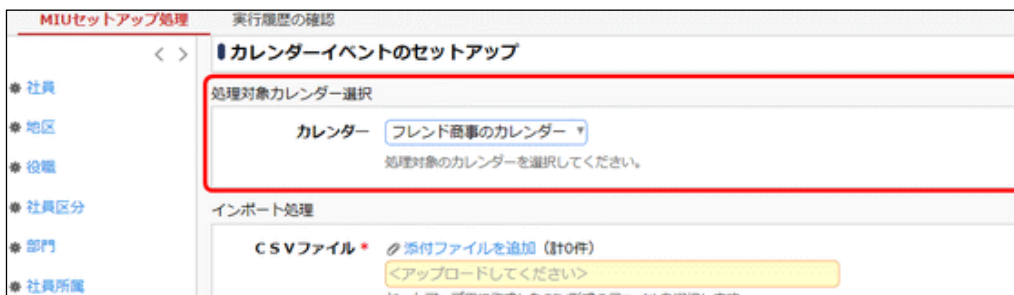 MIUセットアップ処理 実行履歴の確認
< >
カレンダーイベントのセットアップ
社員
処理対象カレンダー選択
地区
カレンダー フレンド商事のカレンダー
役職
処理対象のカレンダーを選択してください。
社員区分
インポート処理
部門
CSVファイル * 添付ファイルを追加 (計0件)
<アップロードしてください>
社員所属